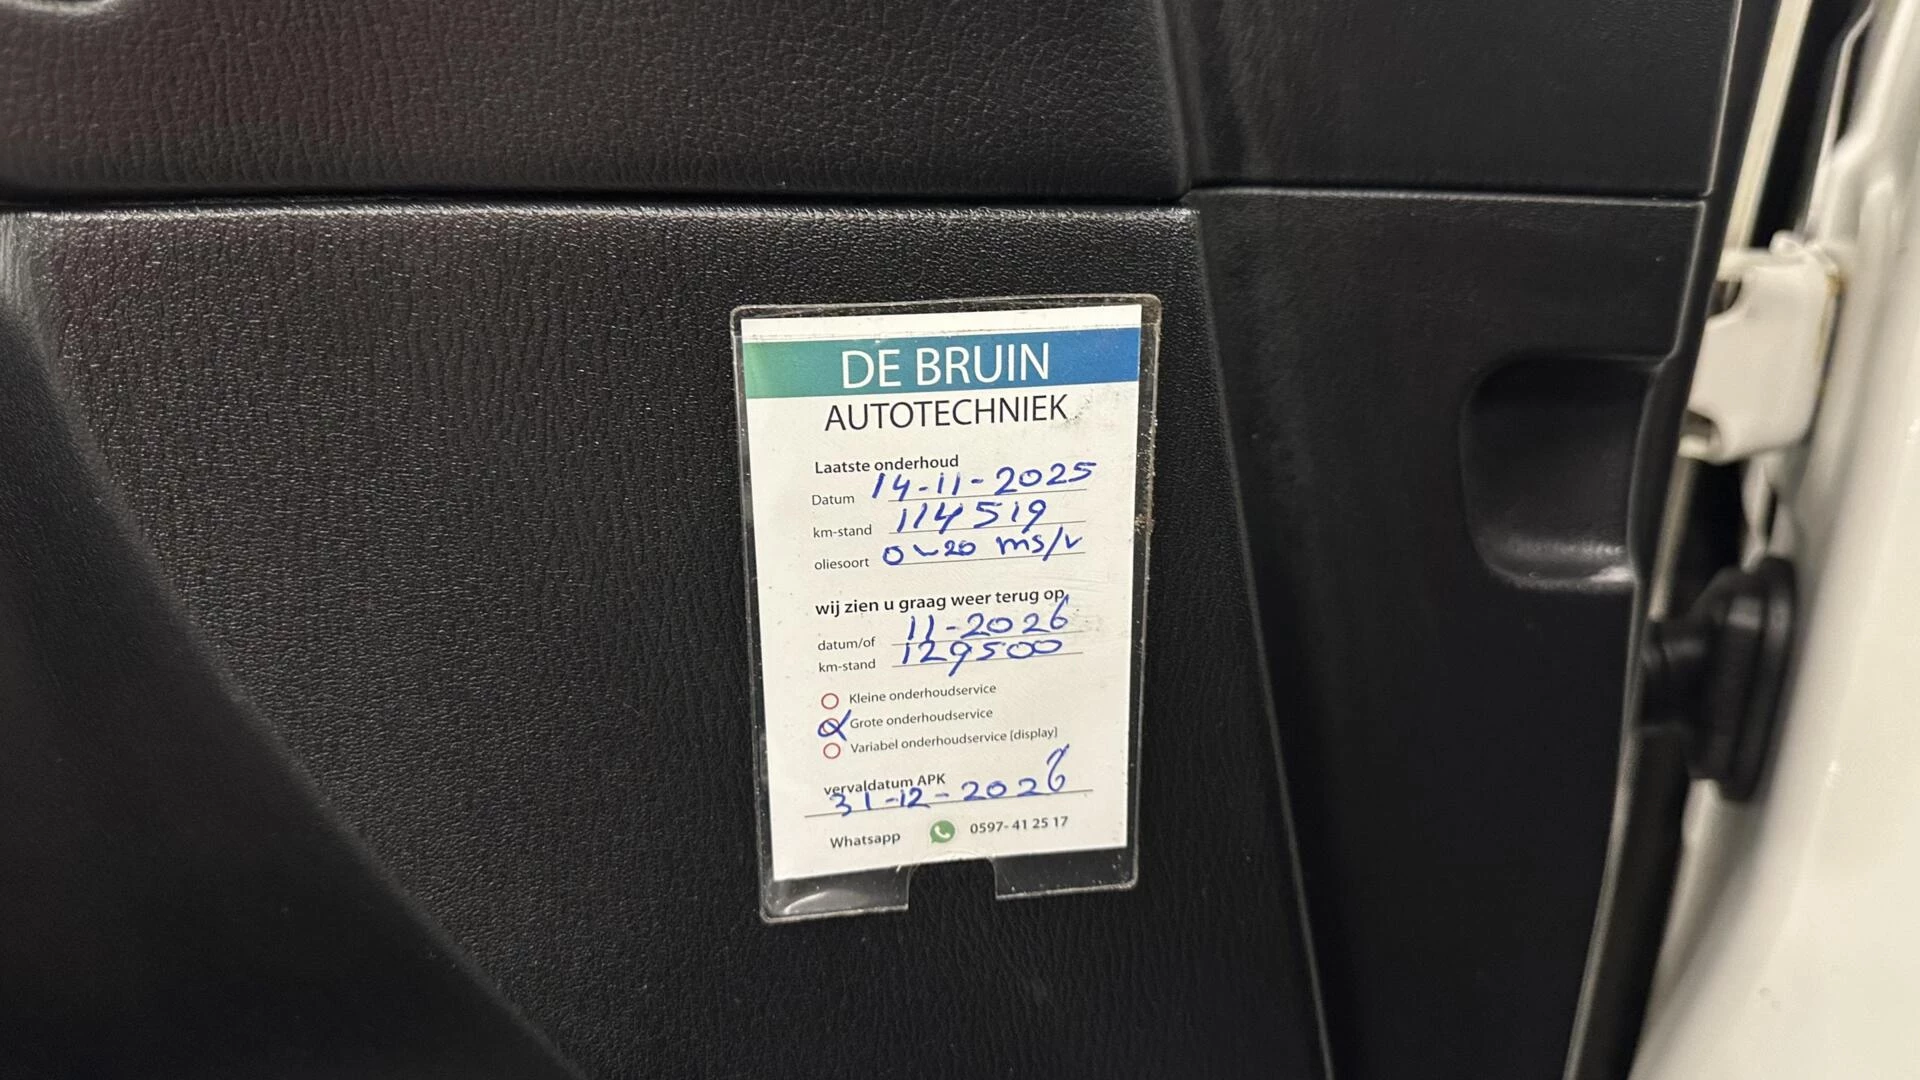 DE BRUIN
AUTOTECHNIEK
Laatste onderhoud
Datum 14-11-2025
km-stand 114519
oliesoort 0w20 ms/v
wij zien u graag weer terug op
datum/of 11-2026
km-stand 129500
Kleine onderhoudservice
Grote onderhoudservice
Variabel onderhoudservice [display]
vervaldatum APK
31-12-2026
Whatsapp 0597-41 25 17